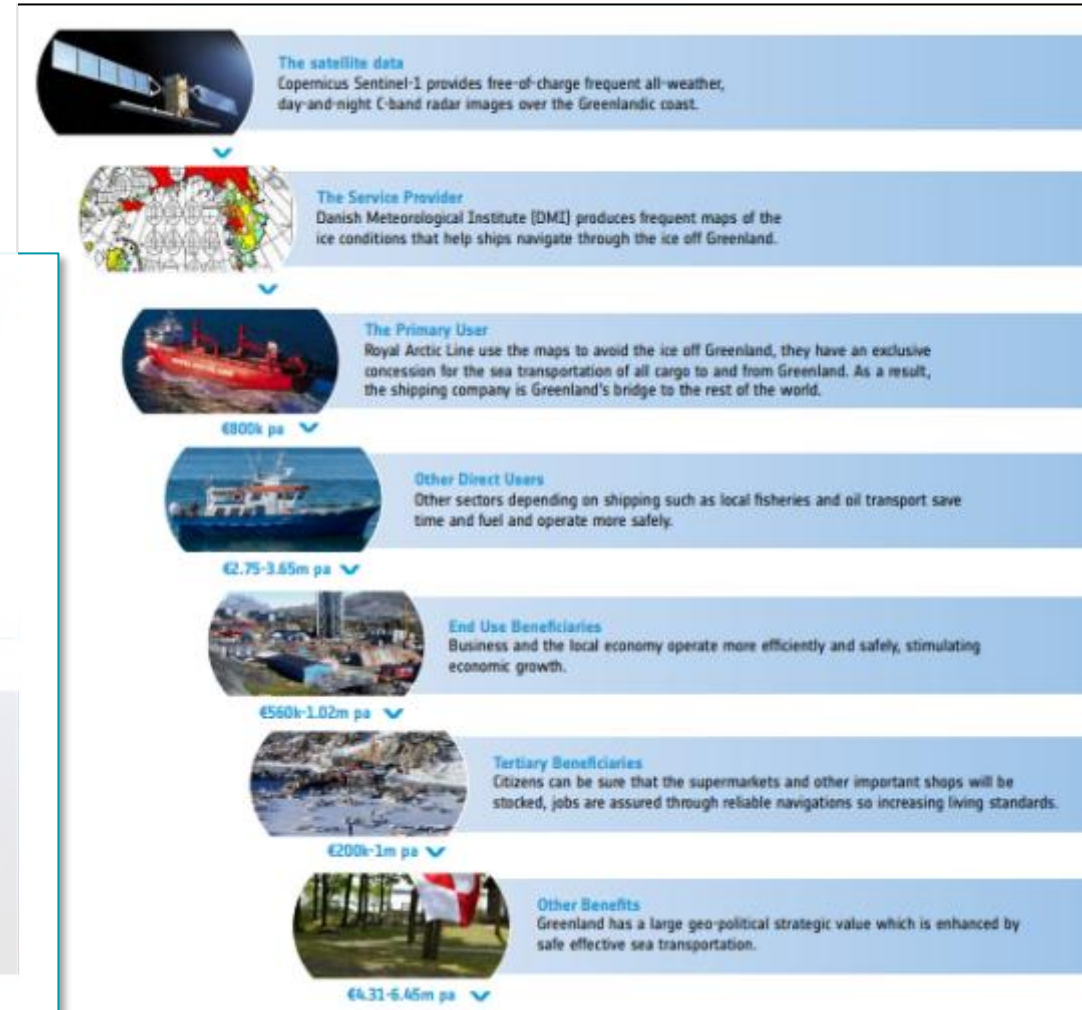 The satellite data
Copernicus Sentinel-1 provides free-of-charge frequent all-weather,
day-and-night C-band radar images over the Greenlandic coast.
The Service Provider
Danish Meteorological Institute (DMI) produces frequent maps of the
ice conditions that help ships navigate through the ice off Greenland.
The Primary User
Royal Arctic Line use the maps to avoid the ice off Greenland, they have an exclusive
concession for the sea transportation of all cargo to and from Greenland. As a result,
the shipping company is Greenland's bridge to the rest of the world.
€800k pa
Other Direct Users
Other sectors depending on shipping such as local fisheries and oil transport save
time and fuel and operate more safely.
€2.75-3.65m pa
End Use Beneficiaries
Business and the local economy operate more efficiently and safely, stimulating
economic growth.
€560k-1.02m pa
Tertiary Beneficiaries
Citizens can be sure that the supermarkets and other important shops will be
stocked, jobs are assured through reliable navigations so increasing living standards.
€200k-1m pa
Other Benefits
Greenland has a large geo-political strategic value which is enhanced by
safe effective sea transportation.
€4.31-6.45m pa